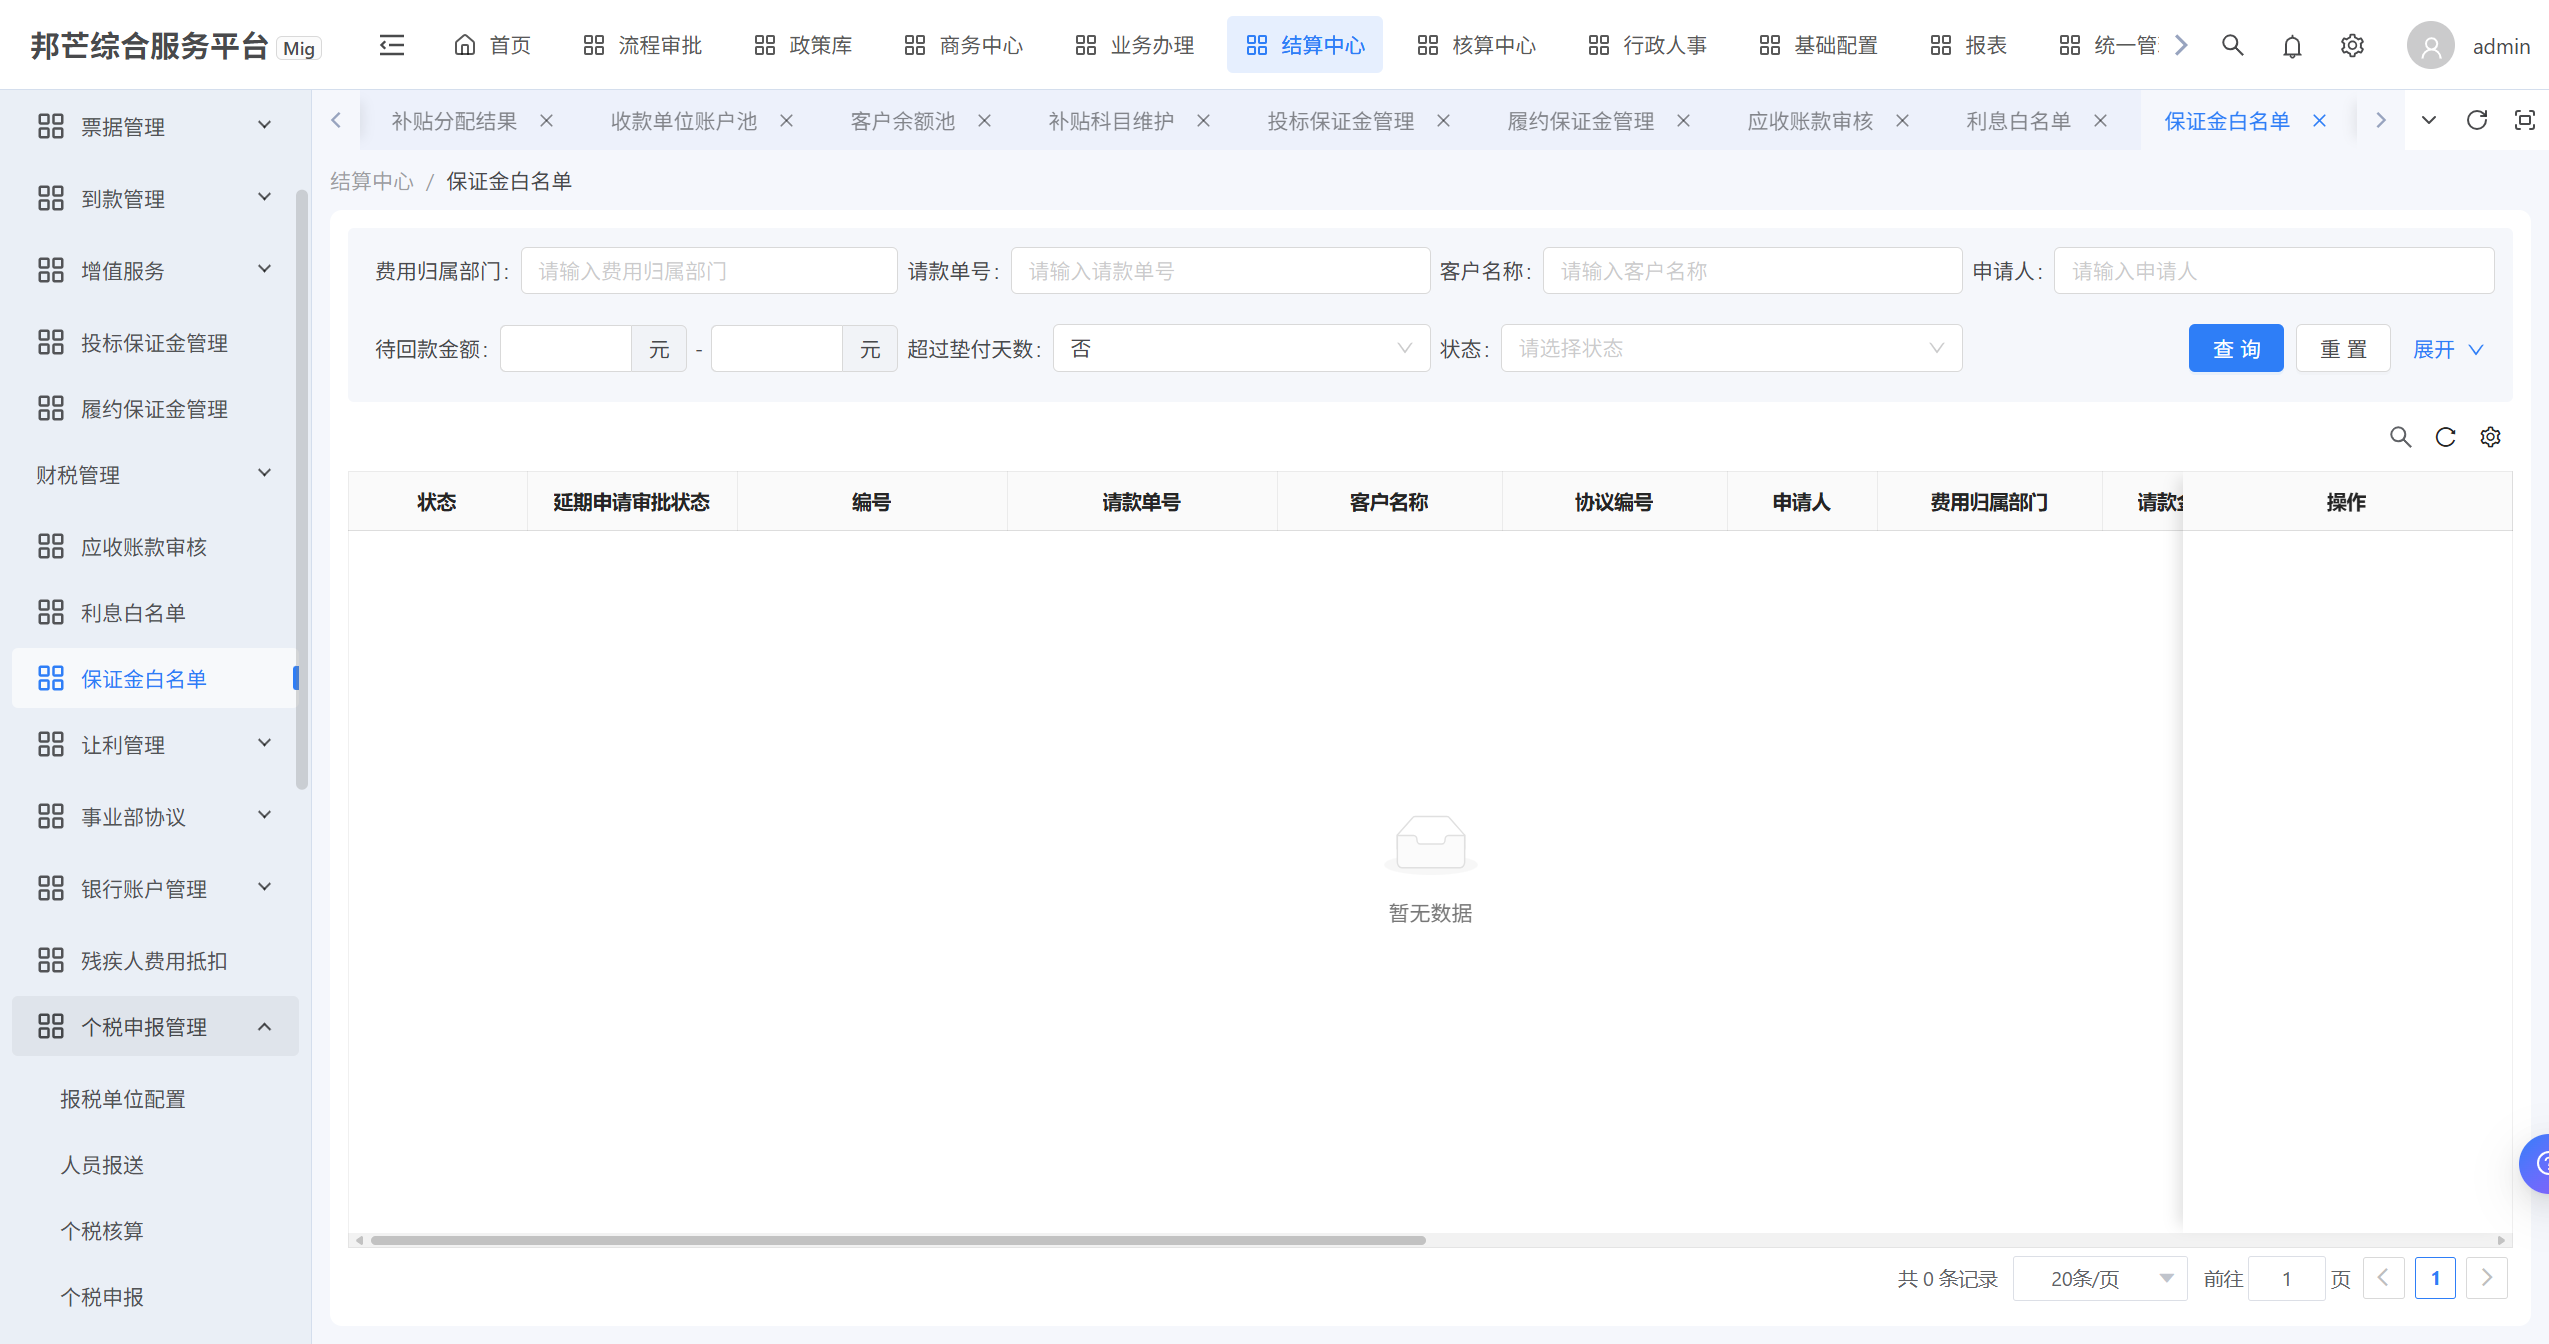 邦芒综合服务平台 Mig 首页 流程审批 政策库 商务中心 业务办理 结算中心 核算中心 行政人事 基础配置 报表 统一管 admin
补贴分配结果 收款单位账户池 客户余额池 补贴科目维护 投标保证金管理 履约保证金管理 应收账款审核 利息白名单 保证金白名单
结算中心 / 保证金白名单
票据管理
到款管理
增值服务
投标保证金管理
履约保证金管理
财税管理
应收账款审核
利息白名单
保证金白名单
让利管理
事业部协议
银行账户管理
残疾人费用抵扣
个税申报管理
报税单位配置
人员报送
个税核算
个税申报
费用归属部门: 请输入费用归属部门 请款单号: 请输入请款单号 客户名称: 请输入客户名称 申请人: 请输入申请人
待回款金额: 元 - 元 超过垫付天数: 否 状态: 请选择状态 查 询 重 置 展开
状态 延期申请审批状态 编号 请款单号 客户名称 协议编号 申请人 费用归属部门 请款 操作
暂无数据
共 0 条记录 20条/页 前往 1 页 1